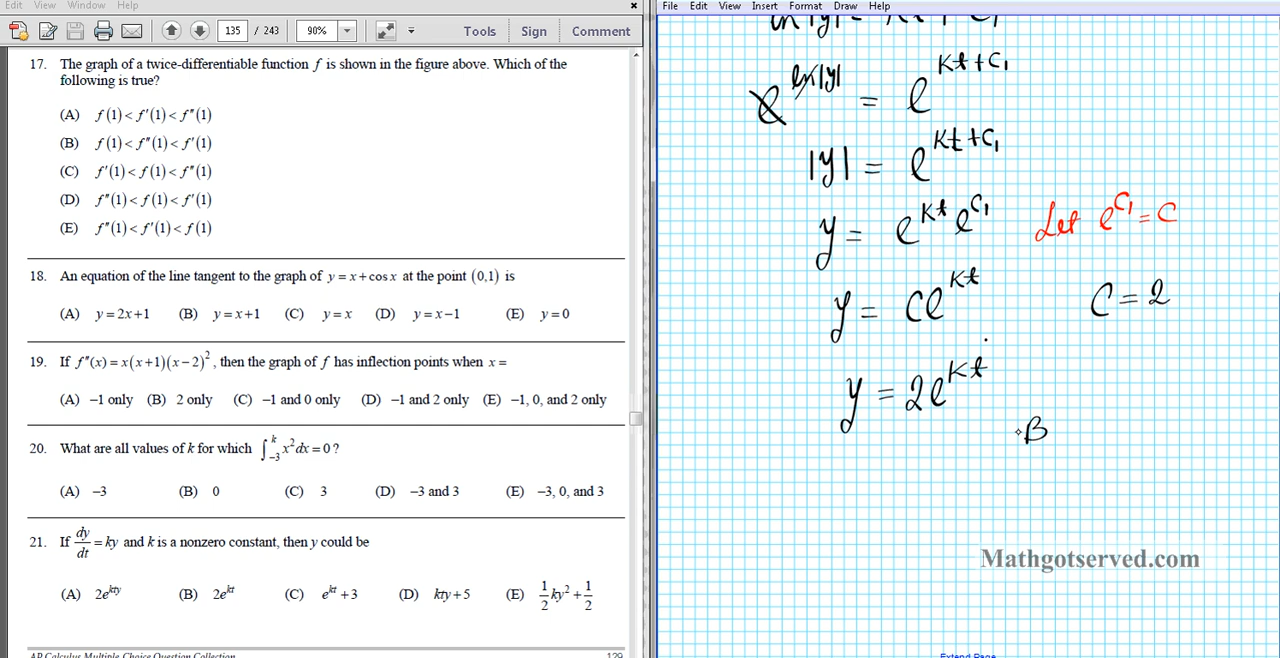 Edit View Window Help
135 / 243 90% Tools Sign Comment
17. The graph of a twice-differentiable function f is shown in the figure above. Which of the
following is true?
(A) f(1) < f′(1) < f″(1)
(B) f(1) < f″(1) < f′(1)
(C) f′(1) < f(1) < f″(1)
(D) f″(1) < f(1) < f′(1)
(E) f″(1) < f′(1) < f(1)
18. An equation of the line tangent to the graph of y = x + cos x at the point (0,1) is
(A) y = 2x+1 (B) y = x+1 (C) y = x (D) y = x−1 (E) y = 0
19. If f″(x) = x(x+1)(x−2)², then the graph of f has inflection points when x =
(A) −1 only (B) 2 only (C) −1 and 0 only (D) −1 and 2 only (E) −1, 0, and 2 only
20. What are all values of k for which ∫₋₃ᵏ x² dx = 0?
(A) −3 (B) 0 (C) 3 (D) −3 and 3 (E) −3, 0, and 3
21. If dy/dt = ky and k is a nonzero constant, then y could be
(A) 2e^{kty} (B) 2e^{kt} (C) e^{kt} + 3 (D) kty + 5 (E) 1/2 ky² + 1/2
AP Calculus Multiple Choice Question Collection 129
File Edit View Insert Format Draw Help
ln|y| = Kt + C₁
e^{ln|y|} = e^{Kt+C₁}
|y| = e^{Kt+C₁}
y = e^{Kt} e^{C₁} Let e^{C₁} = C
y = Ce^{Kt} C = 2
y = 2e^{Kt}
B
Mathgotserved.com
Extend Page